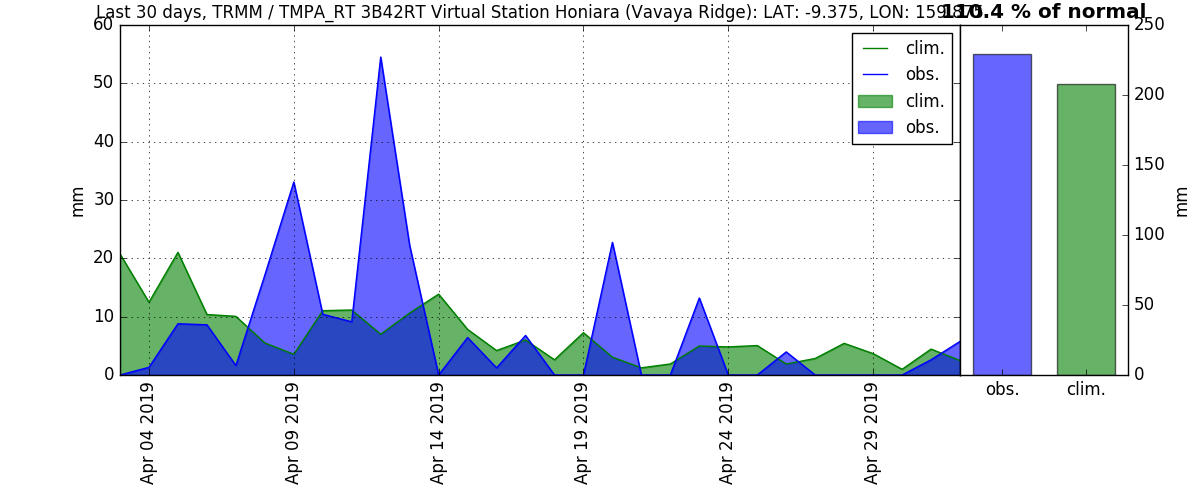 Last 30 days, TRMM / TMPA_RT 3B42RT Virtual Station Honiara (Vavaya Ridge): LAT: -9.375, LON:
110.4 % of normal
60
50
40
30
20
10
0
mm
clim.
obs.
clim.
obs.
250
200
150
100
50
0
mm
obs.
clim.
Apr 04 2019
Apr 09 2019
Apr 14 2019
Apr 19 2019
Apr 24 2019
Apr 29 2019